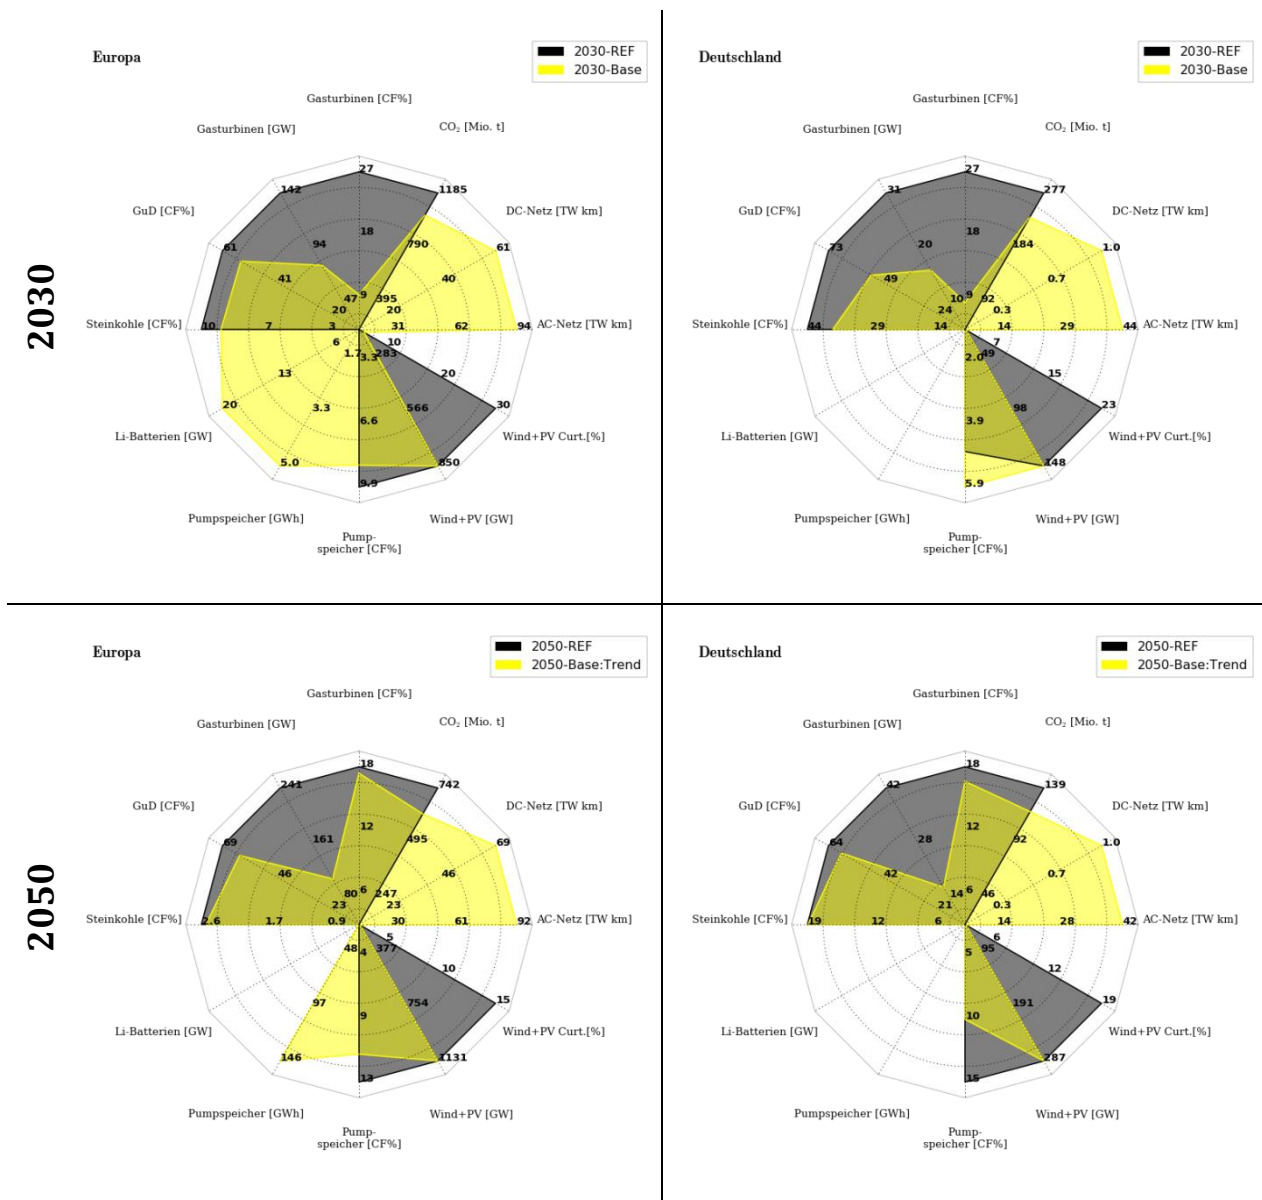 2030
Europa
2030-REF
2030-Base
Gasturbinen [CF%]
CO₂ [Mio. t]
Gasturbinen [GW]
DC-Netz [TW km]
GuD [CF%]
AC-Netz [TW km]
Steinkohle [CF%]
Wind+PV Curt.[%]
Li-Batterien [GW]
Wind+PV [GW]
Pumpspeicher [GWh]
Pump-
speicher [CF%]
27
18
9
1185
790
395
61
40
20
94
62
31
30
20
10
850
566
283
9.9
6.6
3.3
5.0
3.3
1.7
20
13
6
10
7
3
61
41
20
142
94
47
Deutschland
2030-REF
2030-Base
Gasturbinen [CF%]
CO₂ [Mio. t]
Gasturbinen [GW]
DC-Netz [TW km]
GuD [CF%]
AC-Netz [TW km]
Steinkohle [CF%]
Wind+PV Curt.[%]
Li-Batterien [GW]
Wind+PV [GW]
Pumpspeicher [GWh]
Pump-
speicher [CF%]
27
18
9
277
184
92
1.0
0.7
0.3
44
29
14
23
15
7
148
98
49
5.9
3.9
2.0
44
29
14
73
49
24
31
20
10
2050
Europa
2050-REF
2050-Base:Trend
Gasturbinen [CF%]
CO₂ [Mio. t]
Gasturbinen [GW]
DC-Netz [TW km]
GuD [CF%]
AC-Netz [TW km]
Steinkohle [CF%]
Wind+PV Curt.[%]
Li-Batterien [GW]
Wind+PV [GW]
Pumpspeicher [GWh]
Pump-
speicher [CF%]
18
12
6
742
495
247
69
46
23
92
61
30
15
10
5
1131
754
377
13
9
4
146
97
48
2.6
1.7
0.9
69
46
23
241
161
80
Deutschland
2050-REF
2050-Base:Trend
Gasturbinen [CF%]
CO₂ [Mio. t]
Gasturbinen [GW]
DC-Netz [TW km]
GuD [CF%]
AC-Netz [TW km]
Steinkohle [CF%]
Wind+PV Curt.[%]
Li-Batterien [GW]
Wind+PV [GW]
Pumpspeicher [GWh]
Pump-
speicher [CF%]
18
12
6
139
92
46
1.0
0.7
0.3
42
28
14
19
12
6
287
191
95
15
10
5
19
12
6
64
42
21
42
28
14